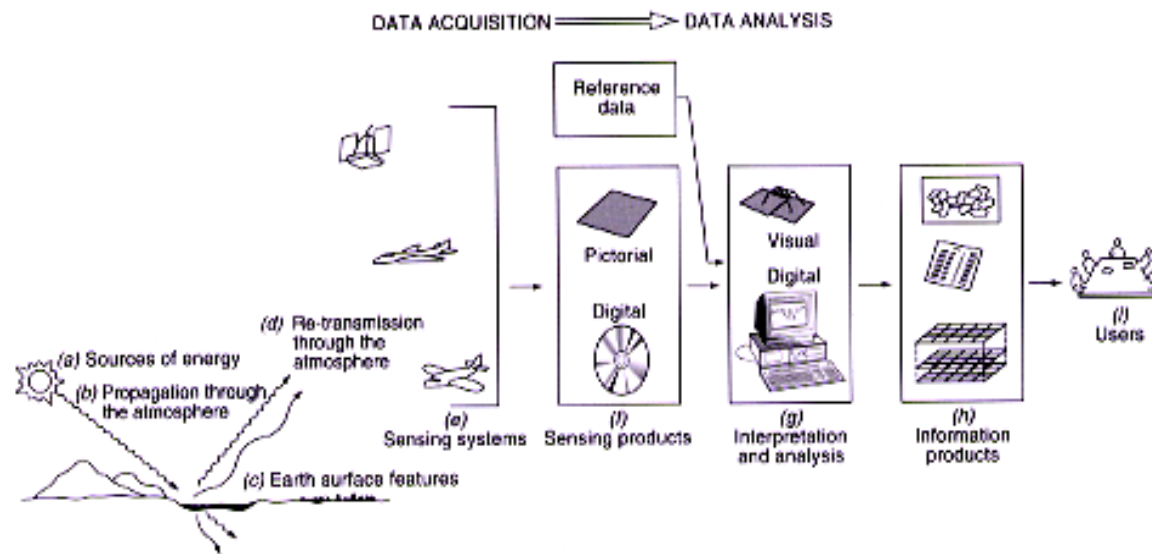 DATA ACQUISITION DATA ANALYSIS
Reference
data
Pictorial
Digital
Visual
Digital
(a) Sources of energy
(b) Propagation through
the atmosphere
(c) Earth surface features
(d) Re-transmission
through the
atmosphere
(e)
Sensing systems
(f)
Sensing products
(g)
Interpretation
and analysis
(h)
Information
products
(i)
Users